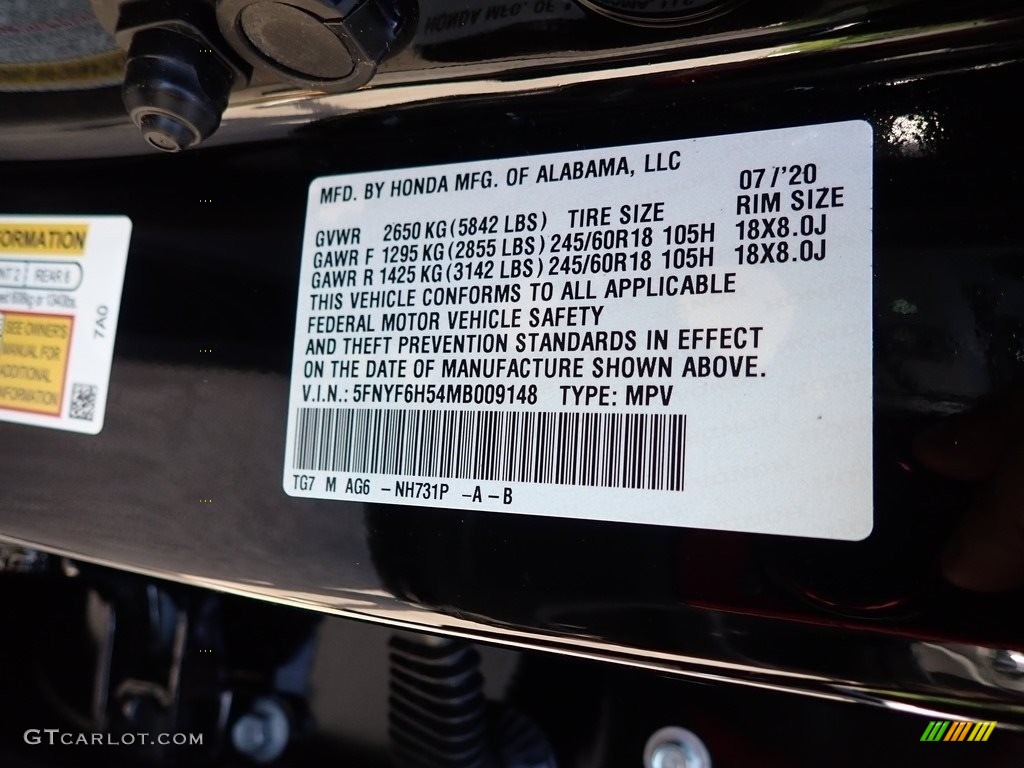 MFD. BY HONDA MFG. OF ALABAMA, LLC
07/'20
GVWR 2650 KG (5842 LBS) TIRE SIZE RIM SIZE
GAWR F 1295 KG (2855 LBS) 245/60R18 105H 18X8.0J
GAWR R 1425 KG (3142 LBS) 245/60R18 105H 18X8.0J
THIS VEHICLE CONFORMS TO ALL APPLICABLE
FEDERAL MOTOR VEHICLE SAFETY
AND THEFT PREVENTION STANDARDS IN EFFECT
ON THE DATE OF MANUFACTURE SHOWN ABOVE.
V.I.N.: 5FNYF6H54MB009148 TYPE: MPV
TG7 M AG6 - NH731P - A - B
REAR 6
7A0
SEE OWNER'S
MANUAL FOR
ADDITIONAL
INFORMATION
GTCARLOT.COM